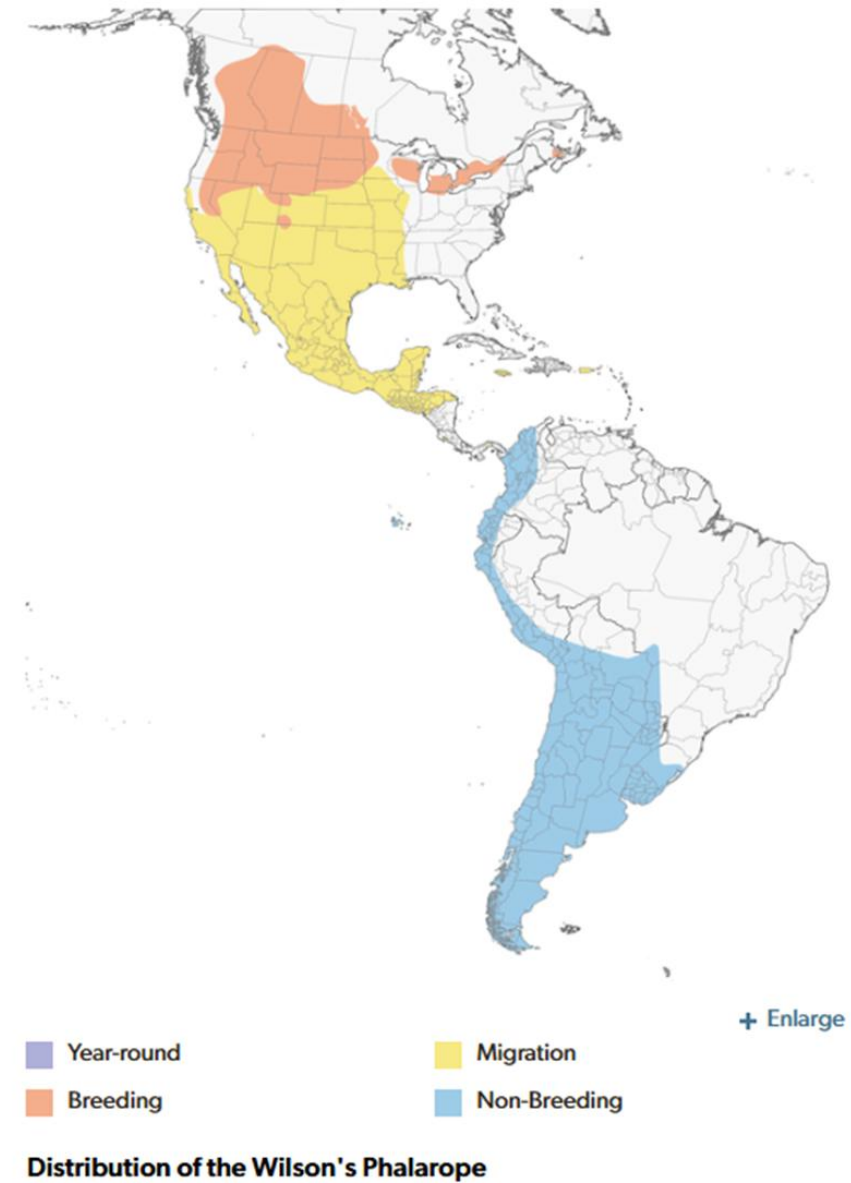 + Enlarge
Year-round
Migration
Breeding
Non-Breeding
Distribution of the Wilson's Phalarope